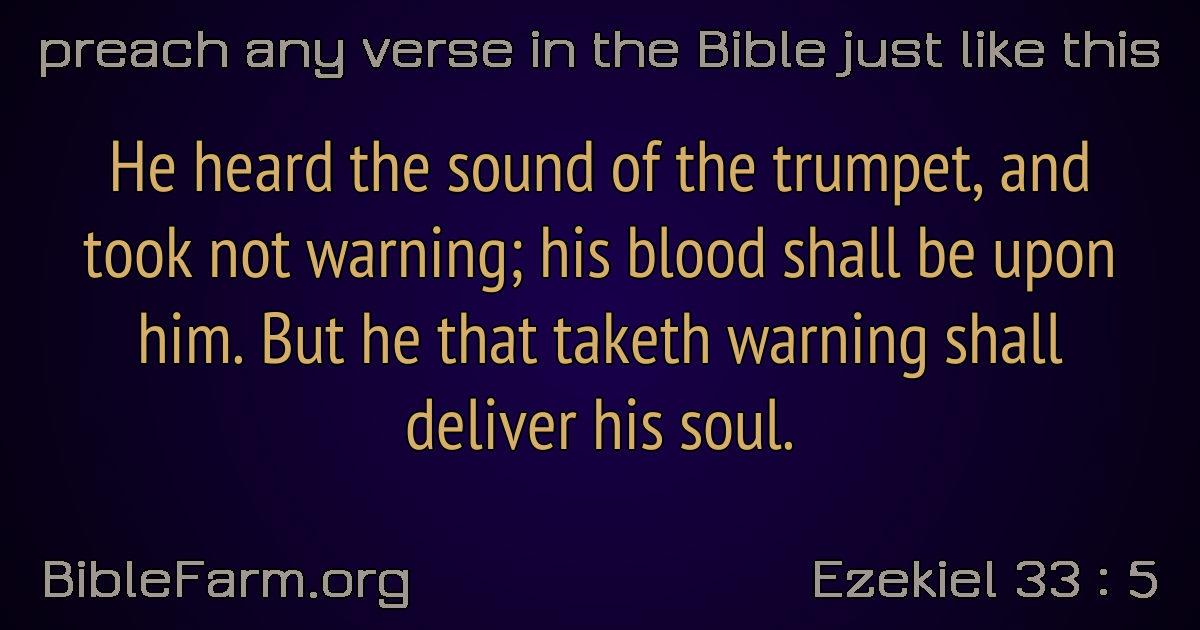 preach any verse in the Bible just like this
He heard the sound of the trumpet, and
took not warning; his blood shall be upon
him. But he that taketh warning shall
deliver his soul.
BibleFarm.org
Ezekiel 33 : 5